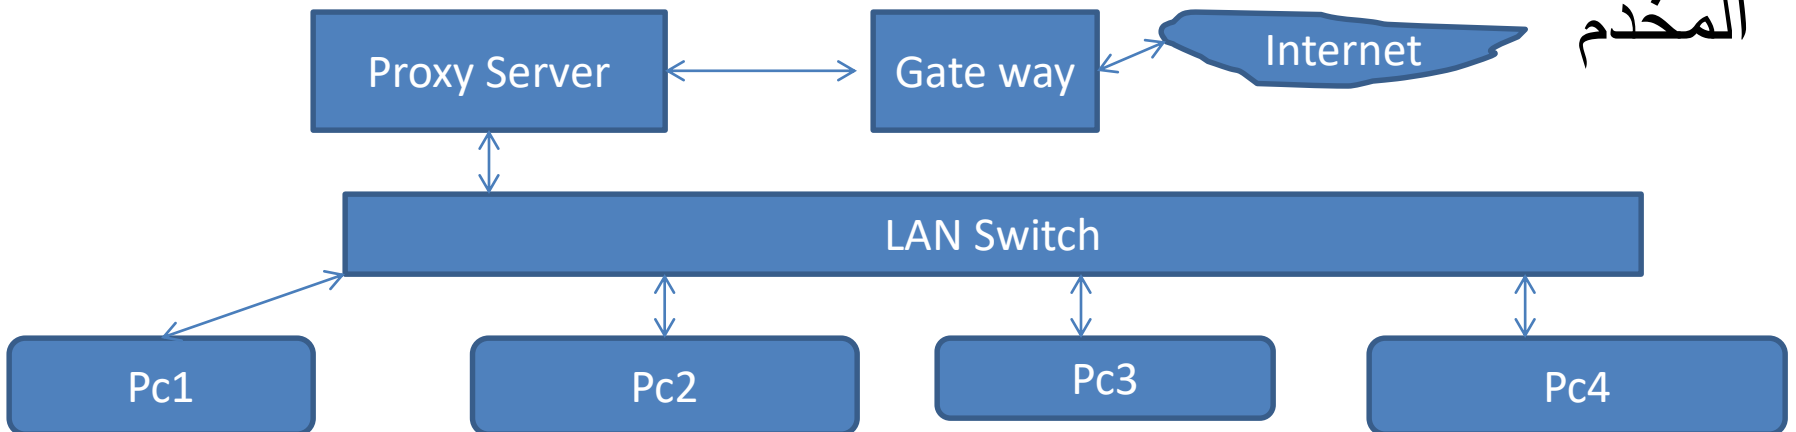 المخدم
Proxy Server
Gate way
Internet
LAN Switch
Pc1
Pc2
Pc3
Pc4